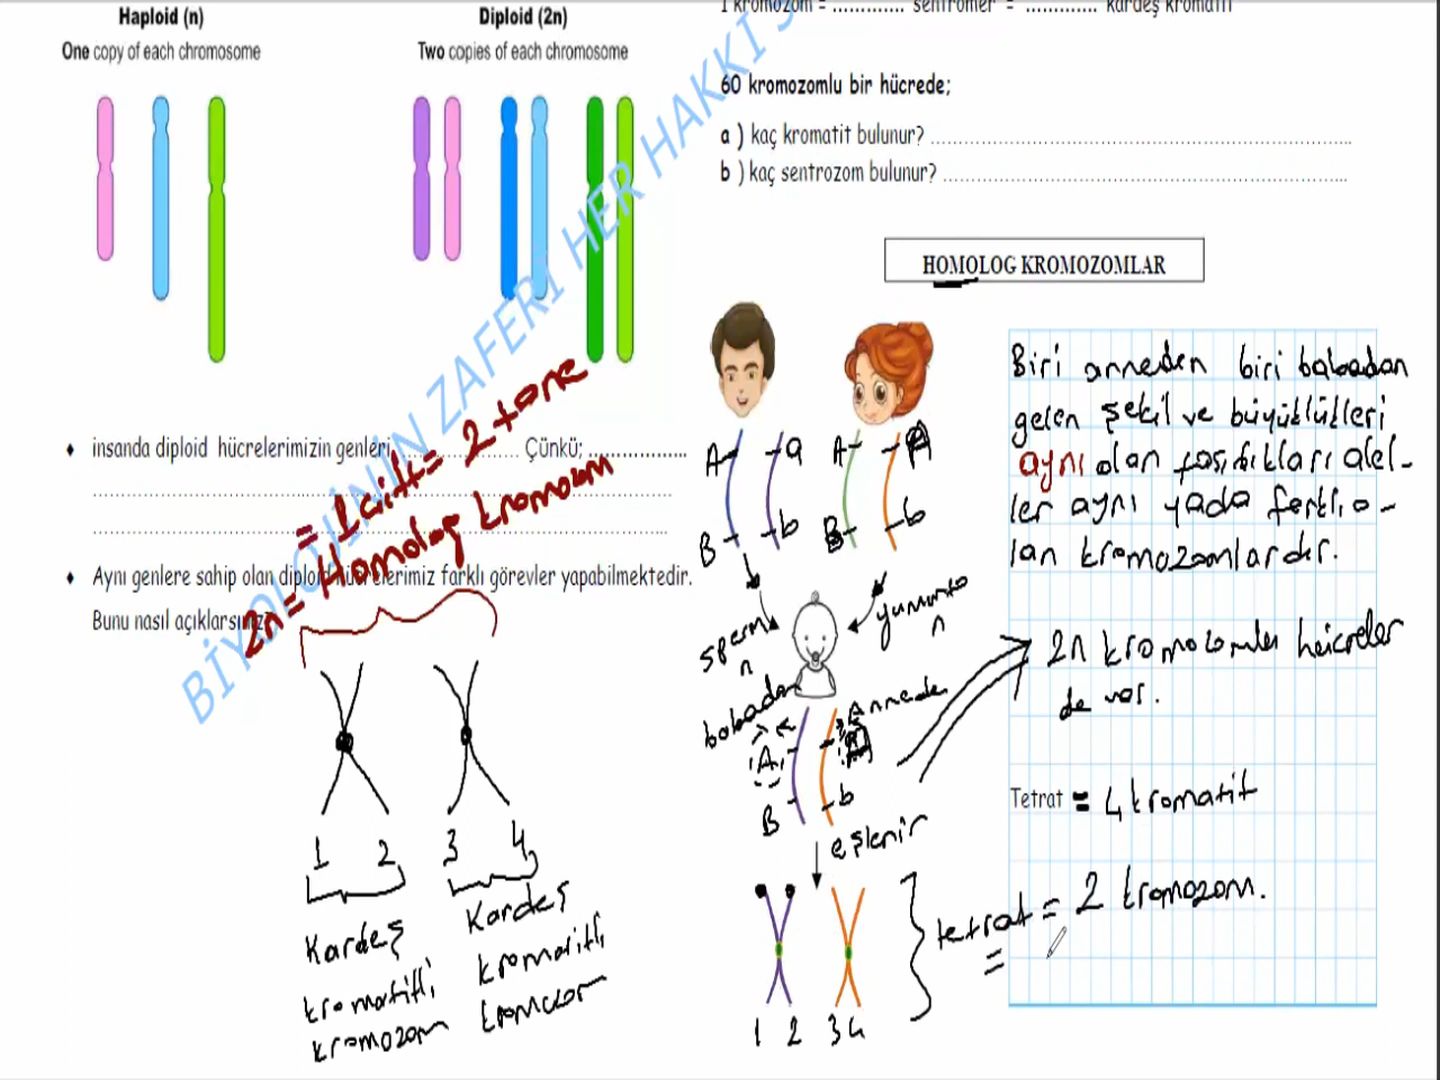 Haploid (n)
One copy of each chromosome
Diploid (2n)
Two copies of each chromosome
insanda diploid hücrelerimizin genleri.................... Çünkü; ..................
Aynı genlere sahip olan diploid hücrelerimiz farklı görevler yapabilmektedir.
Bunu nasıl açıklarsınız?
BİYOLOJİNİN ZAFERİ HER HAKKI S
= 1 çift = 2 tane
2n = Homolog kromozom
1 2 3 4
Kardeş
kromatitli
kromozom
Kardeş
kromatitli
1 kromozom = ............. sentromer = ............. kardeş kromatit
60 kromozomlu bir hücrede;
a ) kaç kromatit bulunur? ....................
b ) kaç sentrozom bulunur? ....................
HOMOLOG KROMOZOMLAR
A a A A
B b B b
sperm
n
yumurta
n
babadan
Anneden
A
B b
eşlenir
1 2 3 4
tetrat = 2 kromozom.
=
Biri anneden biri babadan
gelen şekil ve büyüklükleri
aynı olan taşıdıkları alel-
ler aynı yada farklı o-
lan kromozomlardır.
2n kromozomlu hücreler
de var.
Tetrat = 4 kromatit